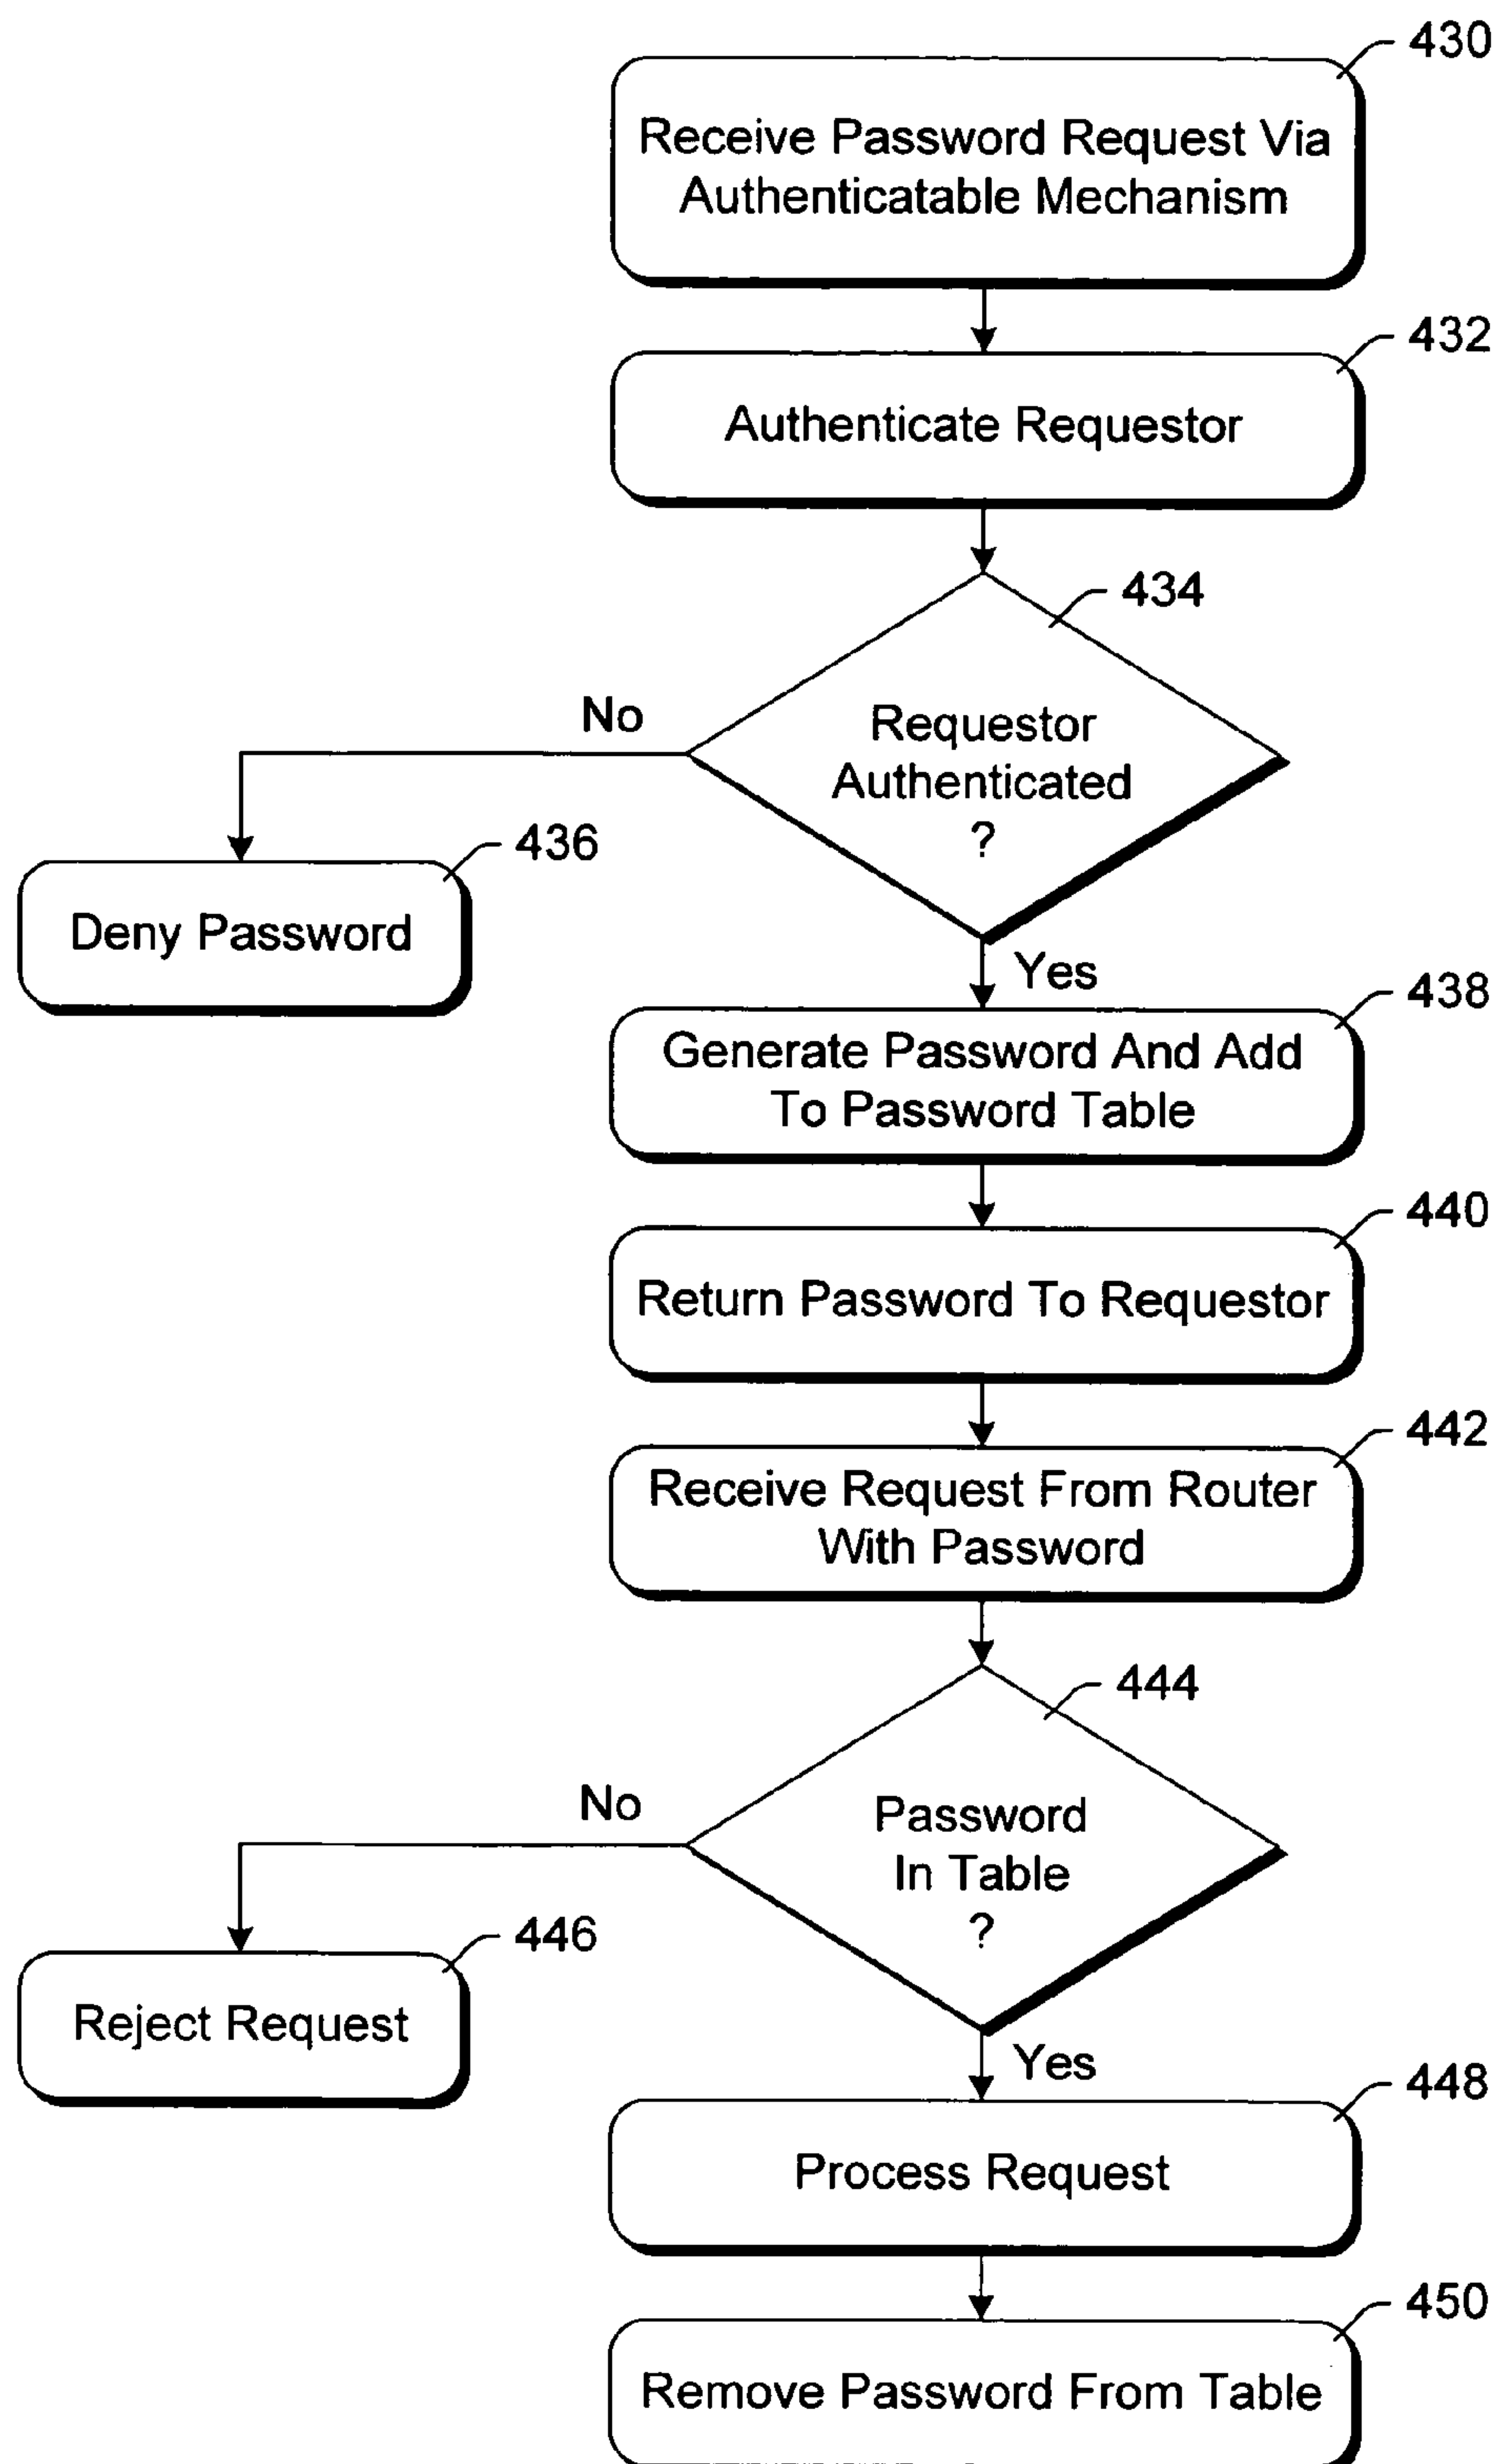 430
Receive Password Request Via
Authenticatable Mechanism
432
Authenticate Requestor
434
Requestor
Authenticated
?
No
436
Deny Password
Yes
438
Generate Password And Add
To Password Table
440
Return Password To Requestor
442
Receive Request From Router
With Password
444
Password
In Table
?
No
446
Reject Request
Yes
448
Process Request
450
Remove Password From Table